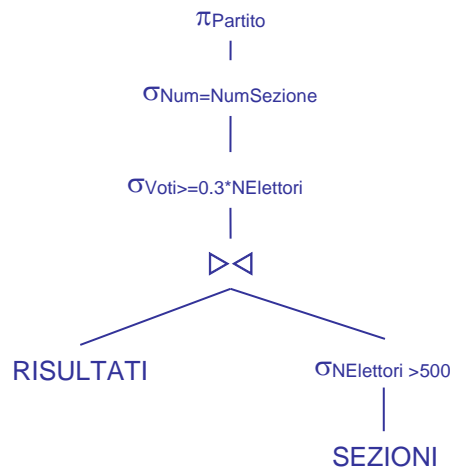 πPartito
σNum=NumSezione
σVoti>=0.3*NElettori
▷◁
RISULTATI
σNElettori >500
SEZIONI